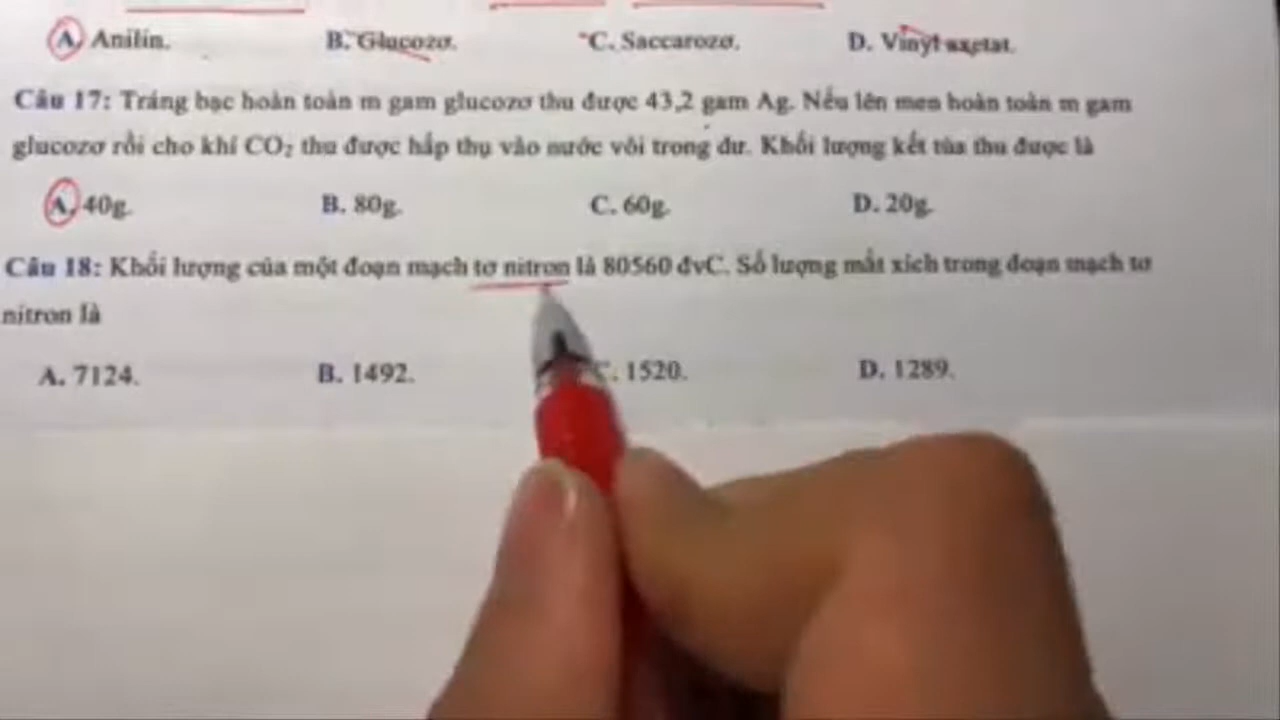 A. Anilin. B. Glucozơ. C. Saccarozơ. D. Vinyl axetat.
Câu 17: Tráng bạc hoàn toàn m gam glucozơ thu được 43,2 gam Ag. Nếu lên men hoàn toàn m gam
glucozơ rồi cho khí CO₂ thu được hấp thụ vào nước vôi trong dư. Khối lượng kết tủa thu được là
A. 40g. B. 80g. C. 60g. D. 20g.
Câu 18: Khối lượng của một đoạn mạch tơ nitron là 80560 đvC. Số lượng mắt xích trong đoạn mạch tơ
nitron là
A. 7124. B. 1492. C. 1520. D. 1289.